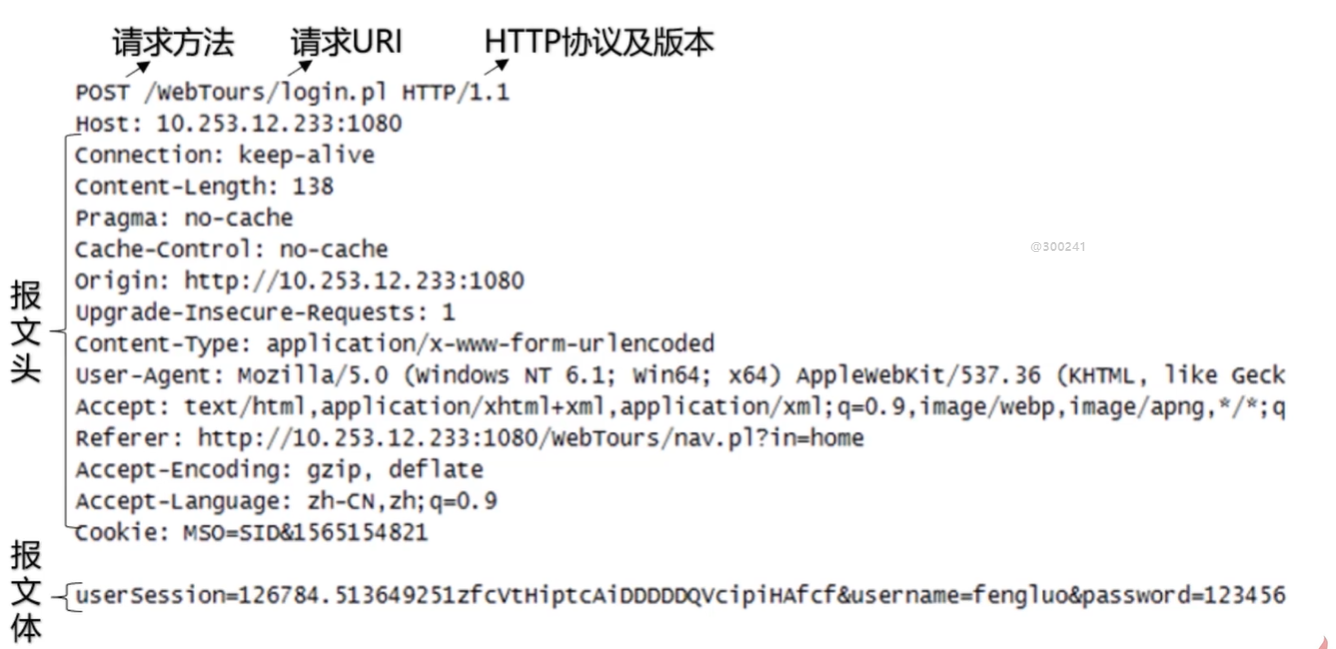 请求方法 请求URI HTTP协议及版本
POST /WebTours/login.pl HTTP/1.1
Host: 10.253.12.233:1080
Connection: keep-alive
Content-Length: 138
Pragma: no-cache
Cache-Control: no-cache
@300241
Origin: http://10.253.12.233:1080
Upgrade-Insecure-Requests: 1
Content-Type: application/x-www-form-urlencoded
User-Agent: Mozilla/5.0 (Windows NT 6.1; Win64; x64) AppleWebKit/537.36 (KHTML, like Geck
Accept: text/html,application/xhtml+xml,application/xml;q=0.9,image/webp,image/apng,*/*;q
Referer: http://10.253.12.233:1080/WebTours/nav.pl?in=home
Accept-Encoding: gzip, deflate
Accept-Language: zh-CN,zh;q=0.9
Cookie: MSO=SID&1565154821
报文头
userSession=126784.513649251zfcVtHiptcAiDDDDDQVcipiHAfcf&username=fengluo&password=123456
报文体